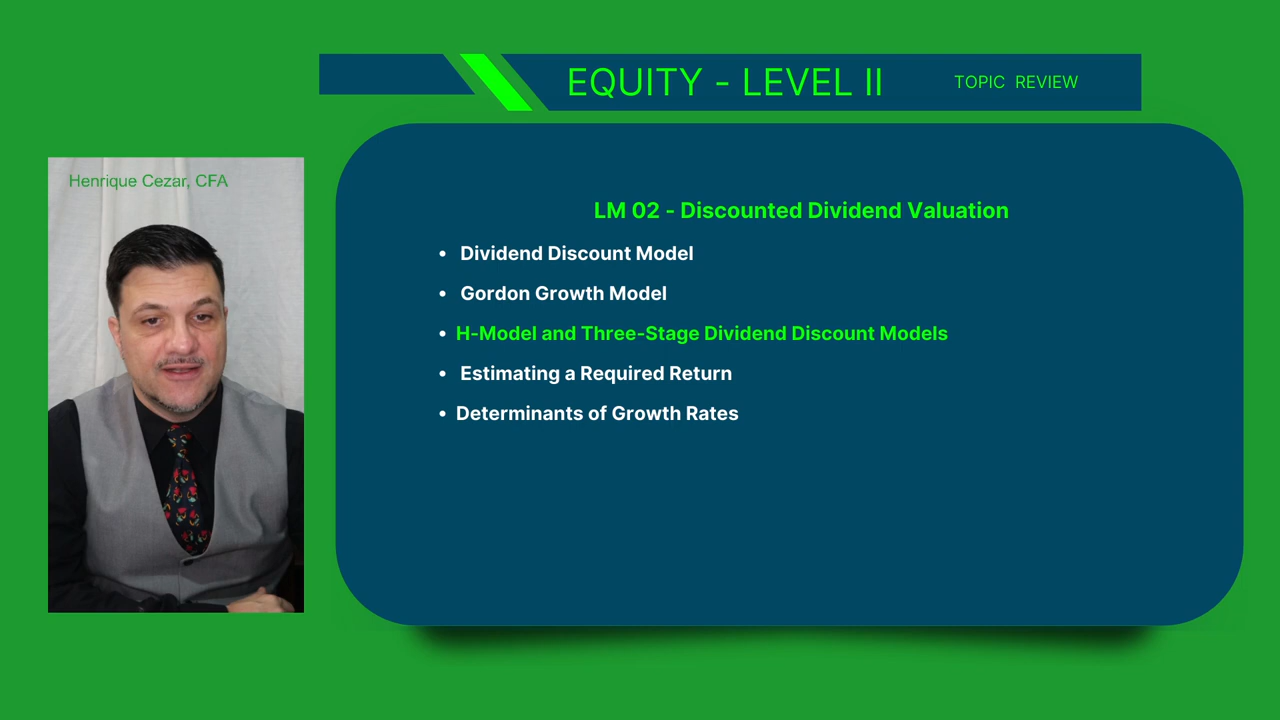 EQUITY - LEVEL II
TOPIC REVIEW
Henrique Cezar, CFA
LM 02 - Discounted Dividend Valuation
• Dividend Discount Model
• Gordon Growth Model
• H-Model and Three-Stage Dividend Discount Models
• Estimating a Required Return
• Determinants of Growth Rates